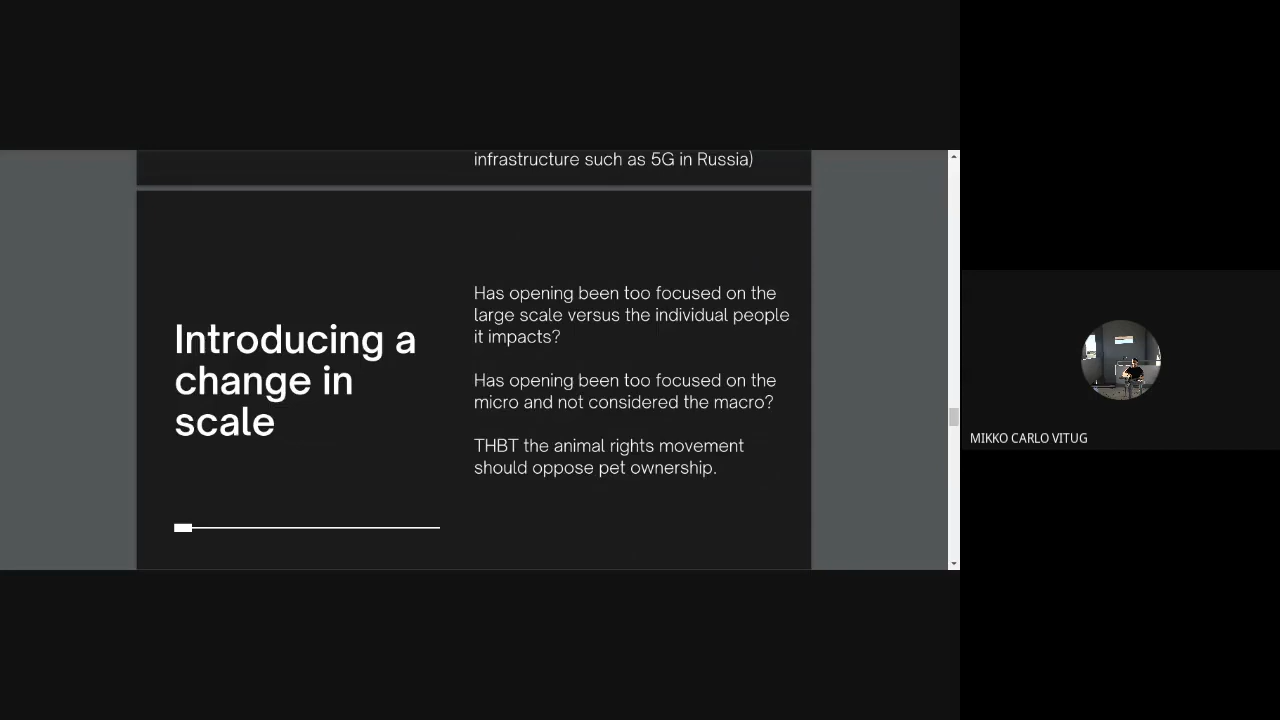 infrastructure such as 5G in Russia)
Introducing a
change in
scale
Has opening been too focused on the
large scale versus the individual people
it impacts?
Has opening been too focused on the
micro and not considered the macro?
THBT the animal rights movement
should oppose pet ownership.
MIKKO CARLO VITUG